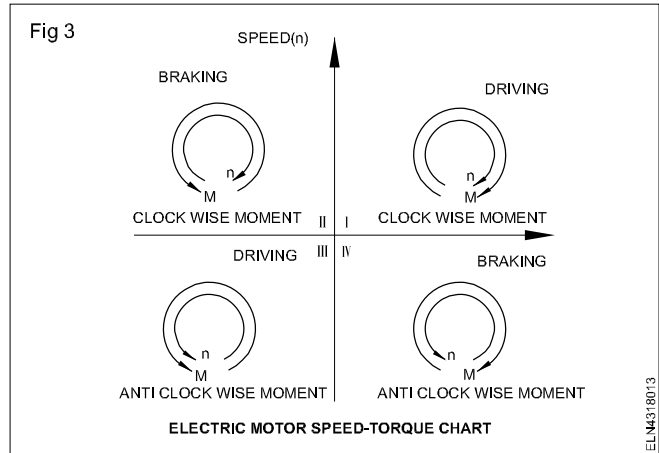 Fig 3
SPEED(n)
BRAKING
DRIVING
n
M
n
M
CLOCK WISE MOMENT
II
I
CLOCK WISE MOMENT
III
IV
DRIVING
BRAKING
n
M
n
M
ANTI CLOCK WISE MOMENT
ANTI CLOCK WISE MOMENT
ELECTRIC MOTOR SPEED-TORQUE CHART
ELN4318013